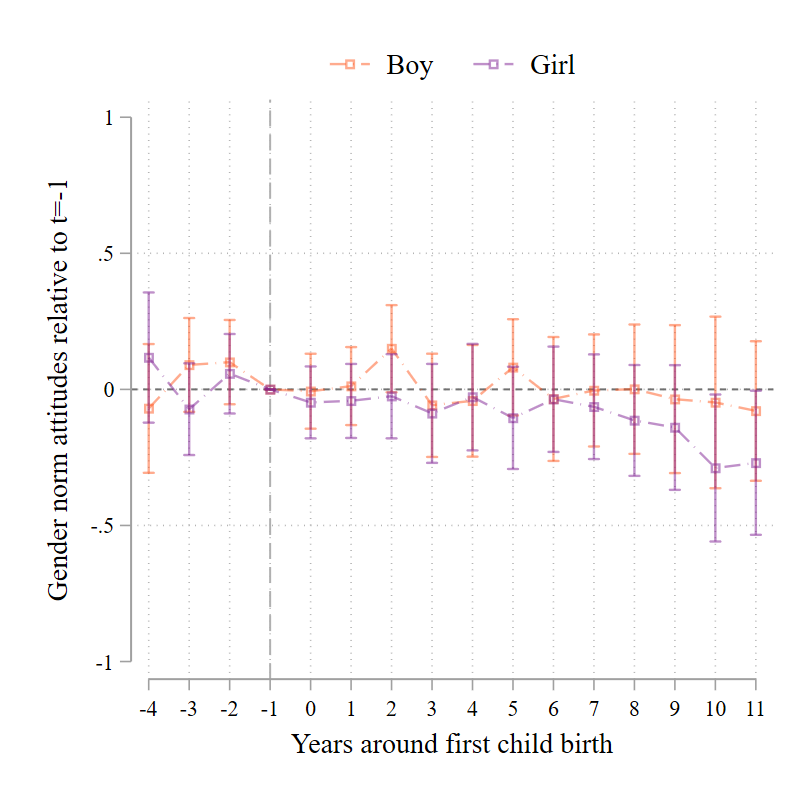 Boy Girl
Gender norm attitudes relative to t=-1
1
.5
0
-.5
-1
-4 -3 -2 -1 0 1 2 3 4 5 6 7 8 9 10 11
Years around first child birth